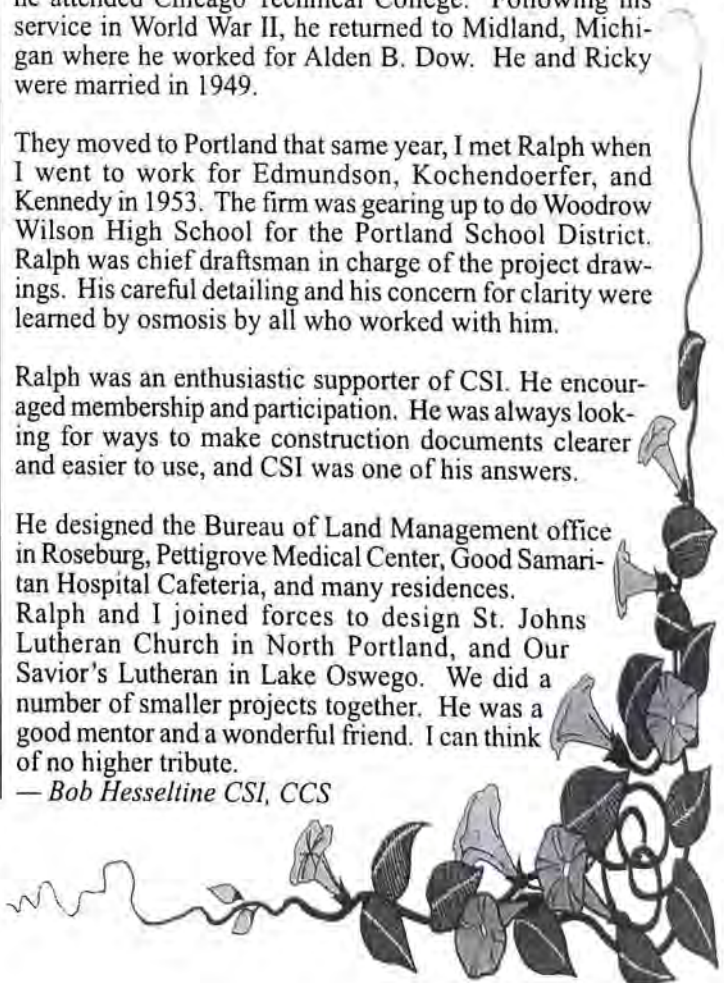 he attended Chicago Technical College. Following his
service in World War II, he returned to Midland, Michi-
gan where he worked for Alden B. Dow. He and Ricky
were married in 1949.
They moved to Portland that same year, I met Ralph when
I went to work for Edmundson, Kochendoerfer, and
Kennedy in 1953. The firm was gearing up to do Woodrow
Wilson High School for the Portland School District.
Ralph was chief draftsman in charge of the project draw-
ings. His careful detailing and his concern for clarity were
learned by osmosis by all who worked with him.
Ralph was an enthusiastic supporter of CSI. He encour-
aged membership and participation. He was always look-
ing for ways to make construction documents clearer
and easier to use, and CSI was one of his answers.
He designed the Bureau of Land Management office
in Roseburg, Pettigrove Medical Center, Good Samari-
tan Hospital Cafeteria, and many residences.
Ralph and I joined forces to design St. Johns
Lutheran Church in North Portland, and Our
Savior's Lutheran in Lake Oswego. We did a
number of smaller projects together. He was a
good mentor and a wonderful friend. I can think
of no higher tribute.
— Bob Hesseltine CSI, CCS